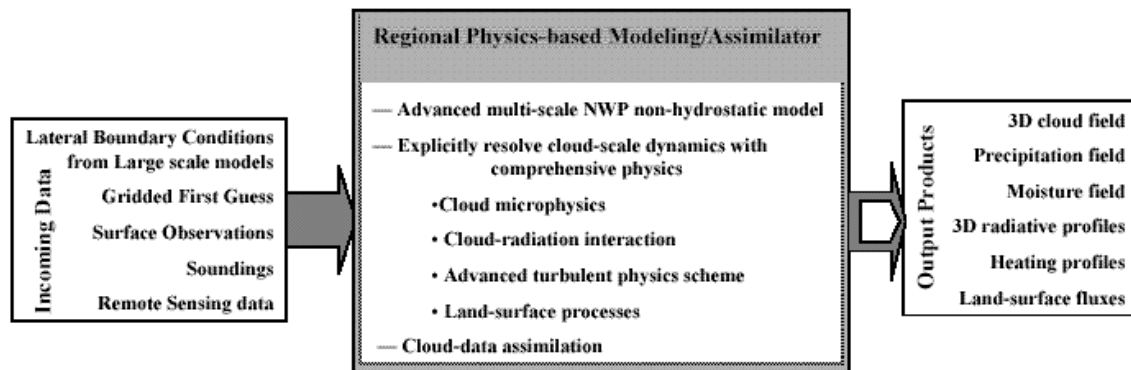 Incoming Data
Lateral Boundary Conditions
from Large scale models
Gridded First Guess
Surface Observations
Soundings
Remote Sensing data
Regional Physics-based Modeling/Assimilator
— Advanced multi-scale NWP non-hydrostatic model
— Explicitly resolve cloud-scale dynamics with
comprehensive physics
•Cloud microphysics
• Cloud-radiation interaction
• Advanced turbulent physics scheme
• Land-surface processes
— Cloud-data assimilation
Output Products
3D cloud field
Precipitation field
Moisture field
3D radiative profiles
Heating profiles
Land-surface fluxes